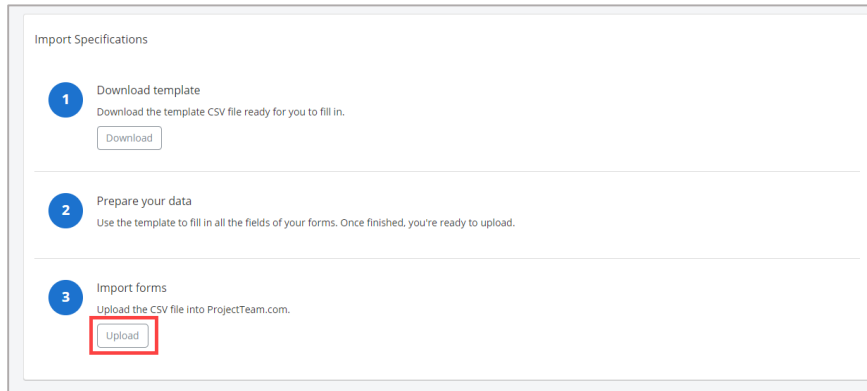 Import Specifications
1
Download template
Download the template CSV file ready for you to fill in.
Download
2
Prepare your data
Use the template to fill in all the fields of your forms. Once finished, you're ready to upload.
3
Import forms
Upload the CSV file into ProjectTeam.com.
Upload